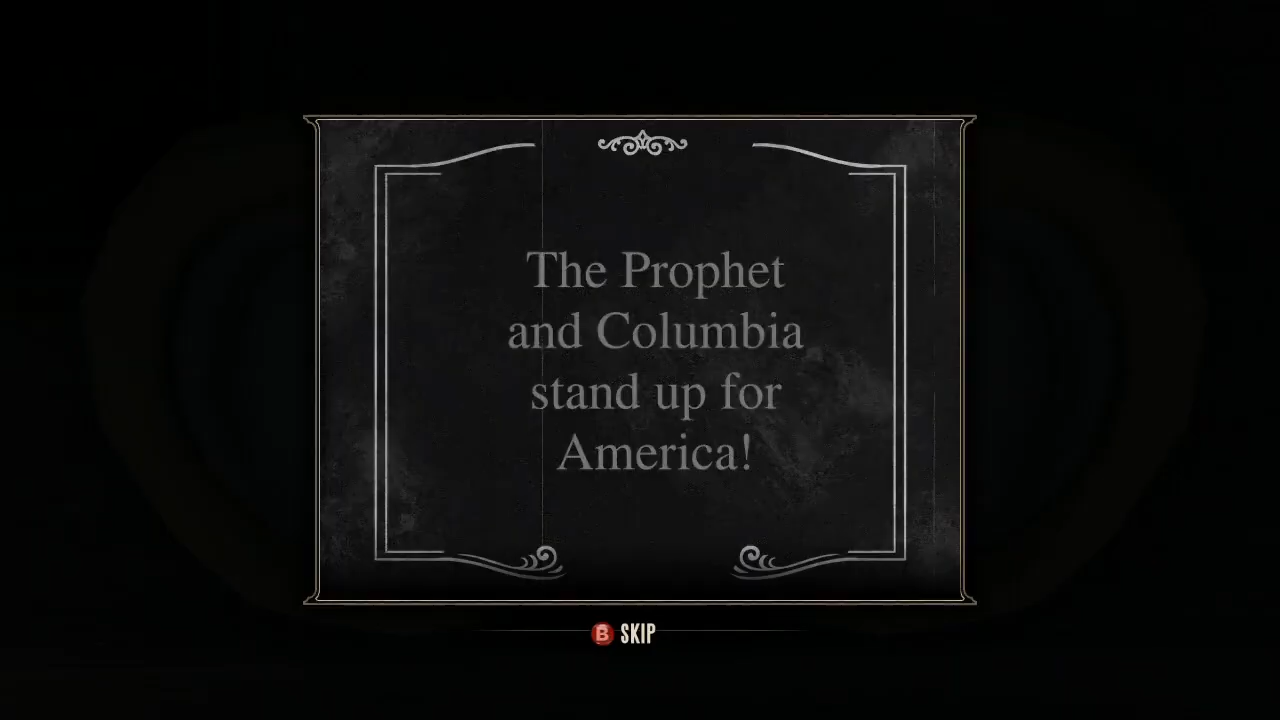 The Prophet
and Columbia
stand up for
America!
B SKIP